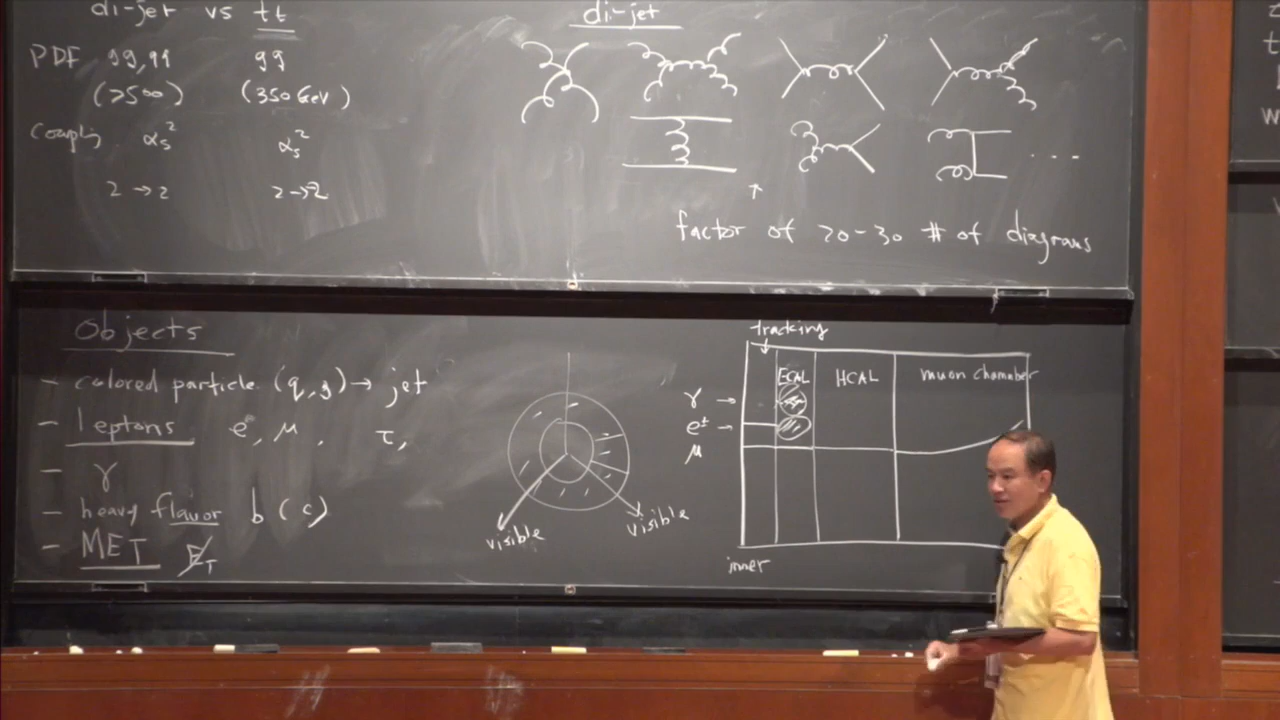 di-jet vs tt
PDF gg, qq gg
(>500) (350 GeV)
Coupling αs² αs²
2→2 2→2
di-jet
...
↑
factor of 20-30 # of diagrams
Objects
- colored particle (q,g) → jet
- leptons e, μ, τ,
- γ
- heavy flavor b (c)
- MET E̸T
visible
visible
tracking
ECAL HCAL muon chamber
γ →
e± →
μ
inner